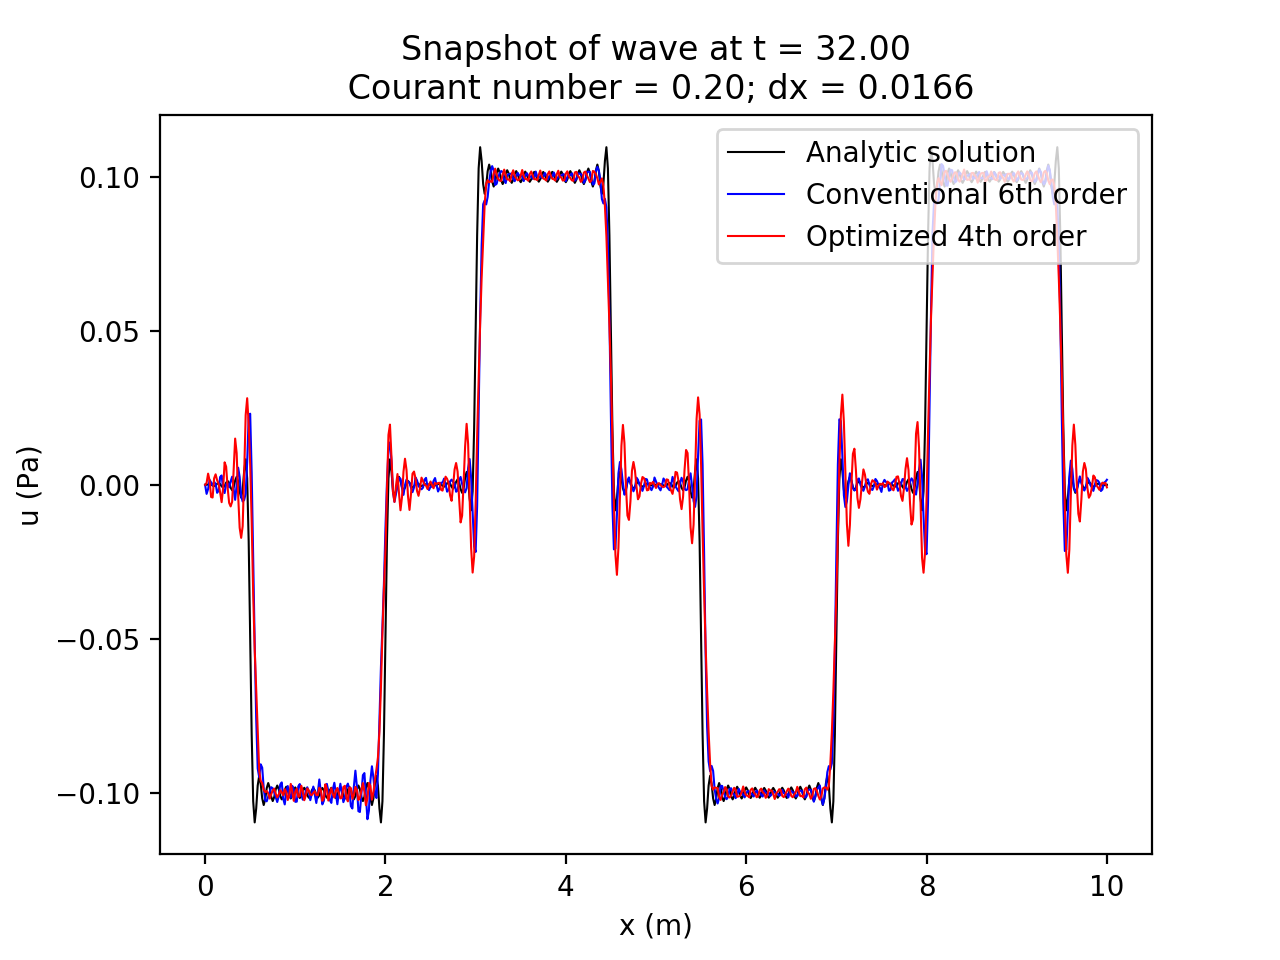 Snapshot of wave at t = 32.00
Courant number = 0.20; dx = 0.0166
Analytic solution
Conventional 6th order
Optimized 4th order
0.10
0.05
0.00
−0.05
−0.10
u (Pa)
0 2 4 6 8 10
x (m)